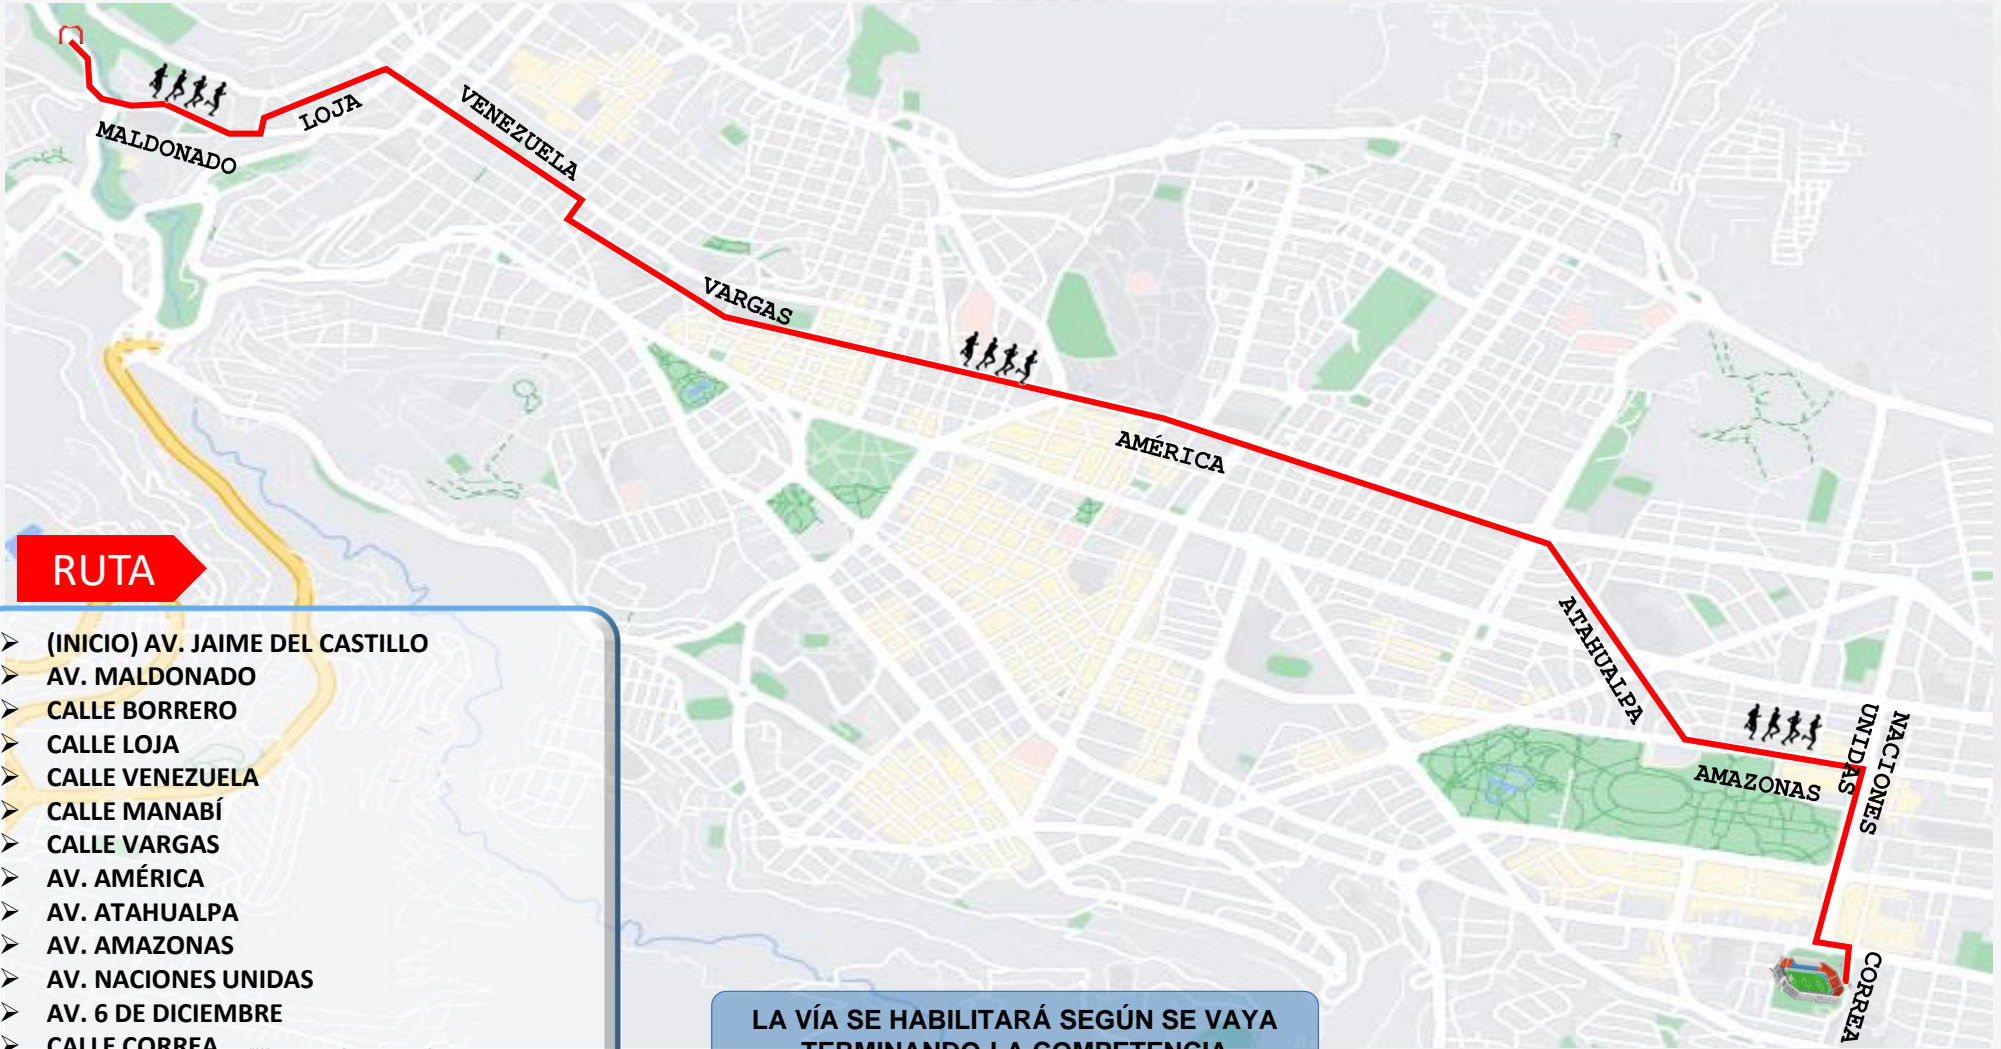 MALDONADO
LOJA
VENEZUELA
VARGAS
AMÉRICA
ATAHUALPA
AMAZONAS
NACIONES
UNIDAS
CORREA
RUTA
(INICIO) AV. JAIME DEL CASTILLO
AV. MALDONADO
CALLE BORRERO
CALLE LOJA
CALLE VENEZUELA
CALLE MANABÍ
CALLE VARGAS
AV. AMÉRICA
AV. ATAHUALPA
AV. AMAZONAS
AV. NACIONES UNIDAS
AV. 6 DE DICIEMBRE
CALLE CORREA
LA VÍA SE HABILITARÁ SEGÚN SE VAYA
TERMINANDO LA COMPETENCIA